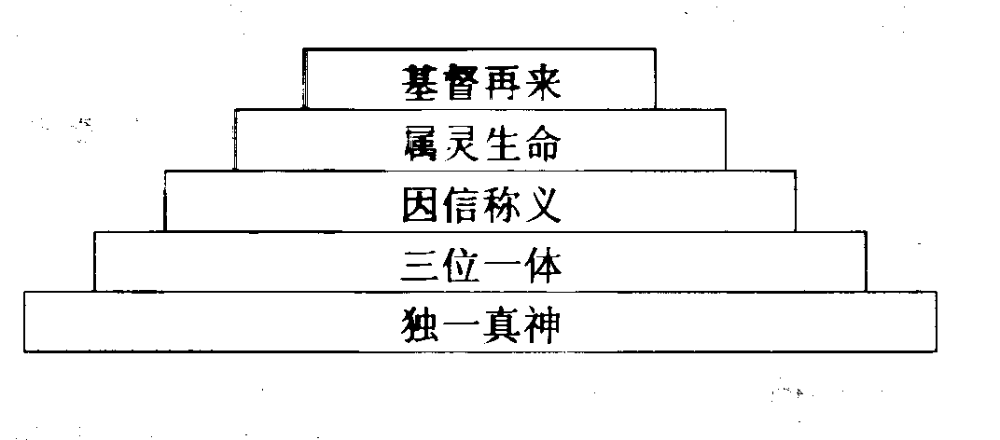 基督再来
属灵生命
因信称义
三位一体
独一真神